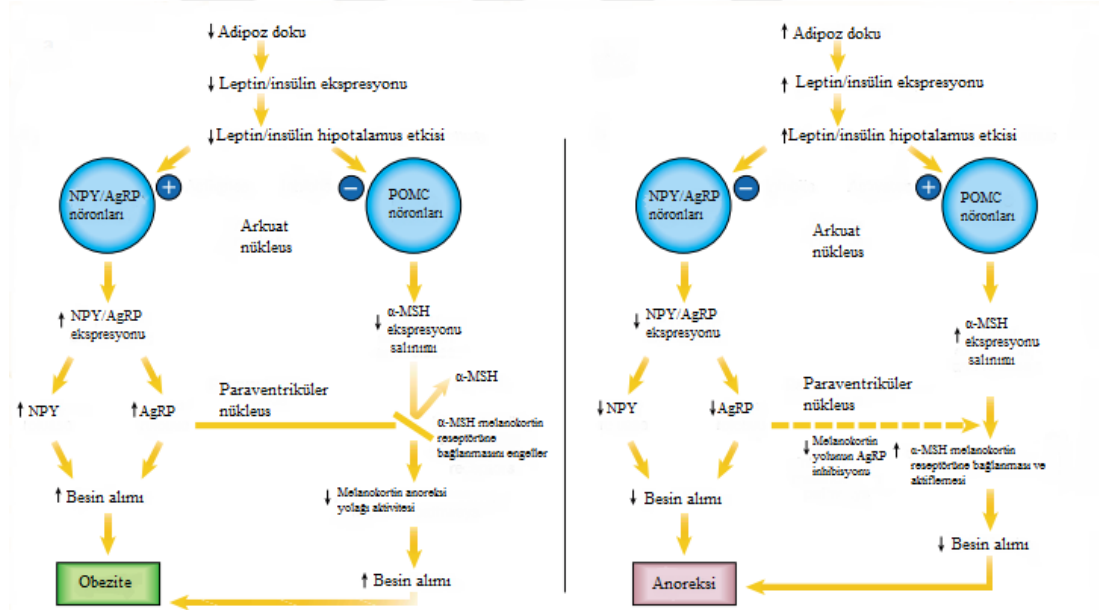 ↓ Adipoz doku
↓ Leptin/insülin ekspresyonu
↓Leptin/insülin hipotalamus etkisi
NPY/AgRP
nöronları
+
−
POMC
nöronları
Arkuat
nükleus
↑ NPY/AgRP
ekspresyonu
↓ α-MSH
ekspresyonu
salınımı
α-MSH
↑ NPY
↑AgRP
Paraventriküler
nükleus
α-MSH melanokortin
reseptörüne
bağlanmasını engeller
↑ Besin alımı
↓ Melanokortin anoreksi
yolağı aktivitesi
Obezite
↑ Besin alımı
↑ Adipoz doku
↑ Leptin/insülin ekspresyonu
↑Leptin/insülin hipotalamus etkisi
NPY/AgRP
nöronları
−
+
POMC
nöronları
Arkuat
nükleus
↓ NPY/AgRP
ekspresyonu
↑ α-MSH
ekspresyonu
salınımı
↓NPY
↓AgRP
Paraventriküler
nükleus
↓ Melanokortin
yolunun AgRP
inhibisyonu
↑ α-MSH melanokortin
reseptörüne bağlanması ve
aktiflemesi
↓ Besin alımı
↓ Besin alımı
Anoreksi